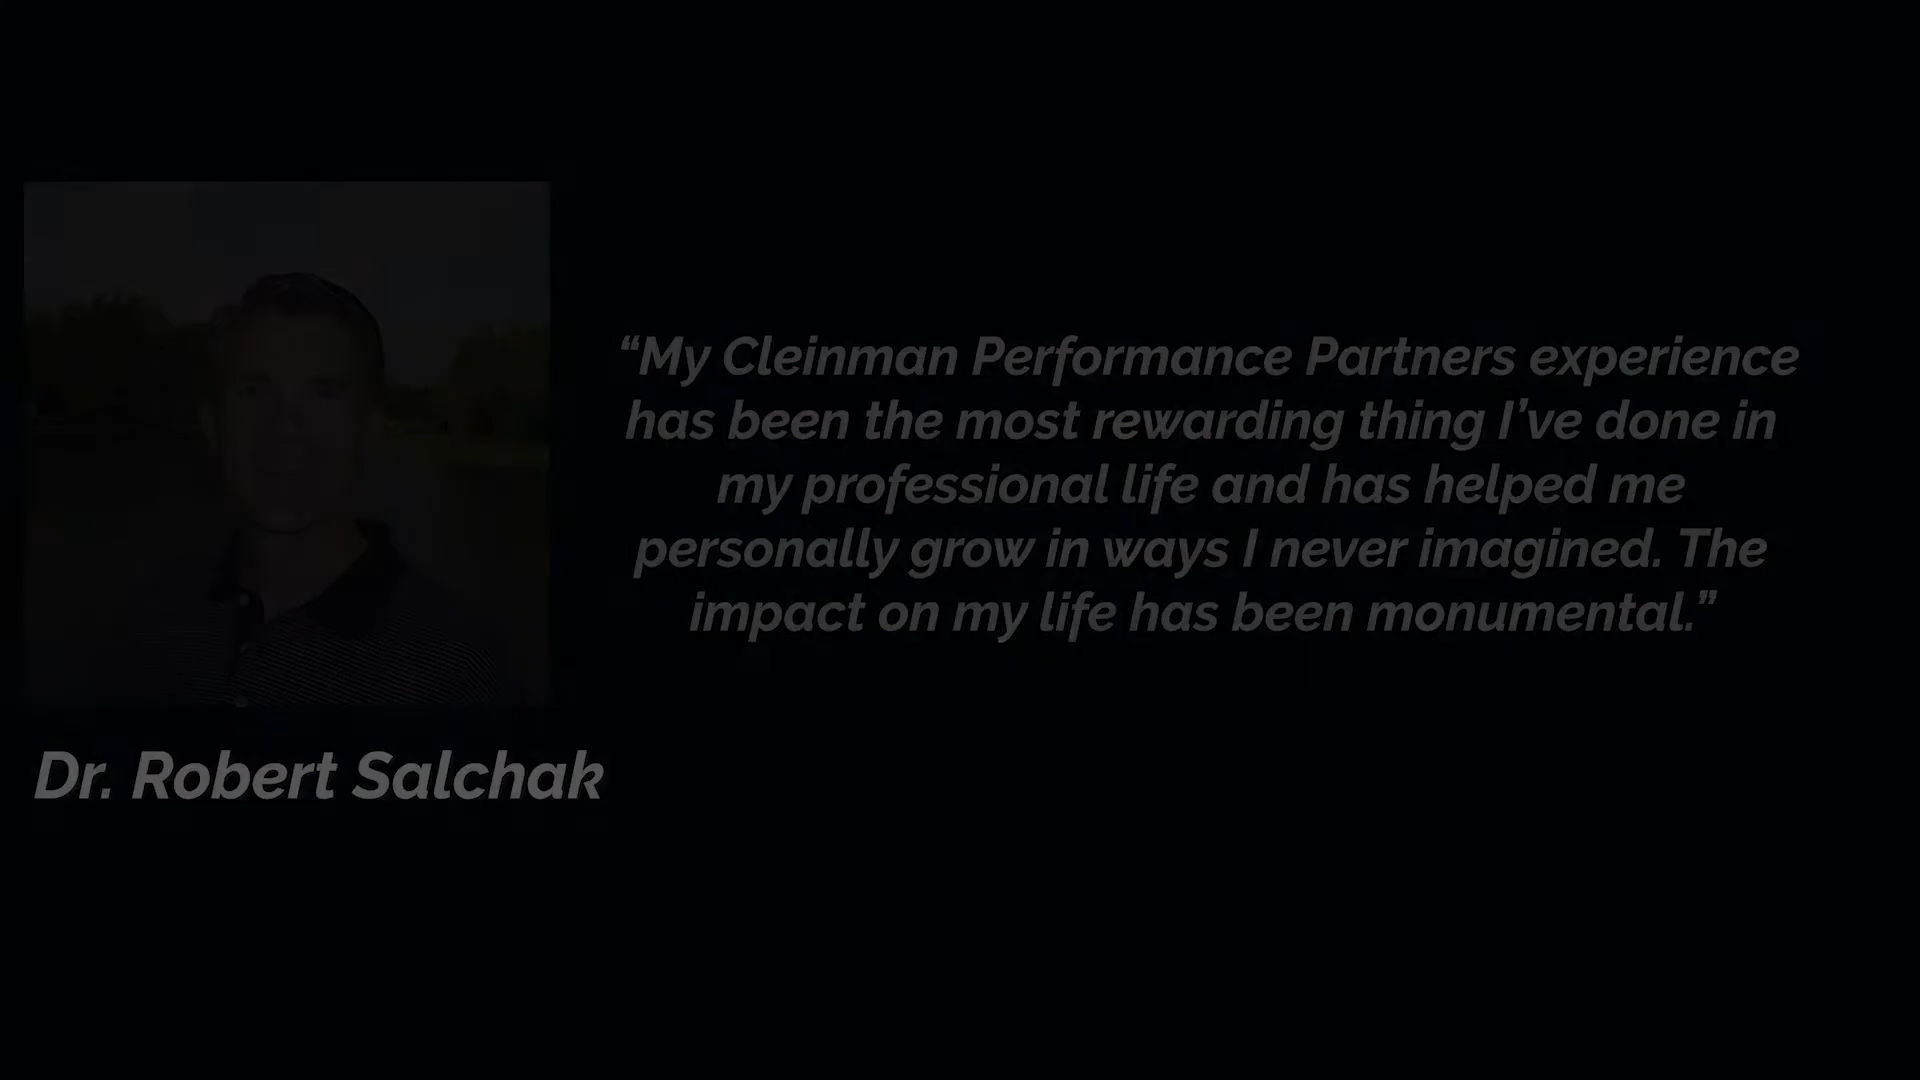 “My Cleinman Performance Partners experience
has been the most rewarding thing I’ve done in
my professional life and has helped me
personally grow in ways I never imagined. The
impact on my life has been monumental.”
Dr. Robert Salchak